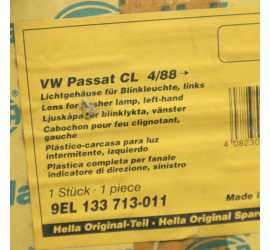 VW Passat CL 4/88→
Lichtgehäuse für Blinkleuchte, links
Lens for flasher lamp, left-hand
Ljuskåpa för blinklykta, vänster
Cabochon pour feu clignotant,
gauche
Plástico-carcasa para luz
intermitente, izquierdo
Plastica completa per fanale
indicatore di direzione, sinistro
1 Stück · 1 piece
9EL 133 713-011
Made i
Hella Original-Teil · Hella Original Spare
4 08230